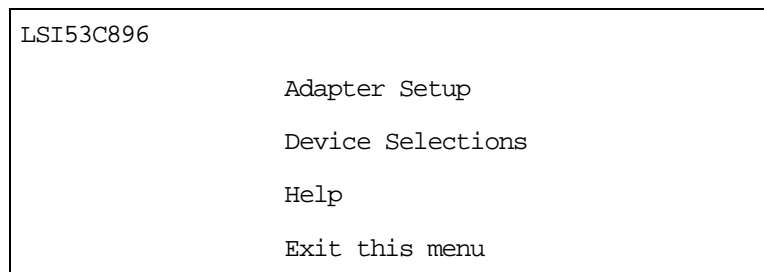 LSI53C896
Adapter Setup
Device Selections
Help
Exit this menu